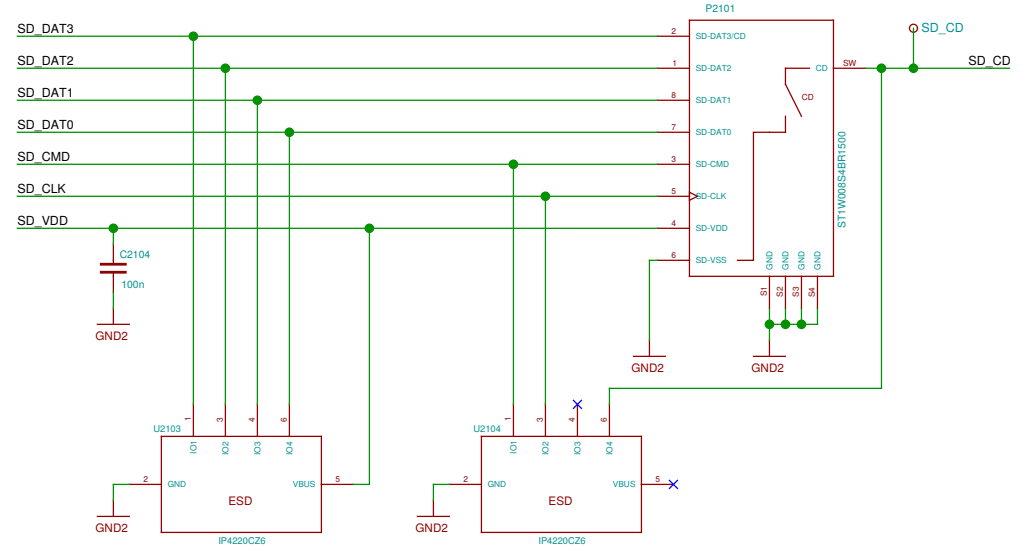 P2101
SD_DAT3
2
SD-DAT3/CD
SD_CD
SD_DAT2
1
SD-DAT2
CD
SW
SD_CD
SD_DAT1
8
SD-DAT1
CD
SD_DAT0
7
SD-DAT0
SD_CMD
3
SD-CMD
SD_CLK
5
SD-CLK
ST1W008S4BR1500
SD_VDD
4
SD-VDD
C2104
100n
GND2
6
SD-VSS
GND
GND
GND
GND
S1
S2
S3
S4
GND2
GND2
U2103
1
3
4
6
IO1
IO2
IO3
IO4
2
GND
VBUS
5
ESD
GND2
IP4220CZ6
U2104
1
3
4
6
IO1
IO2
IO3
IO4
2
GND
VBUS
5
ESD
GND2
IP4220CZ6